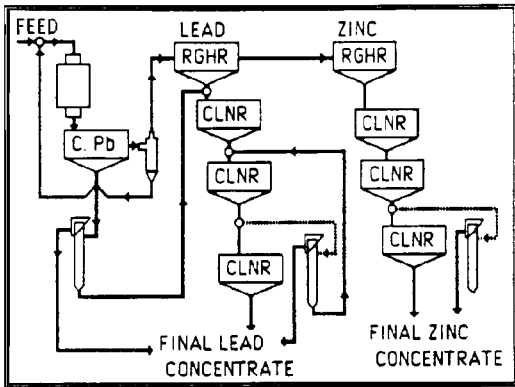 FEED
LEAD
ZINC
RGHR
RGHR
CLNR
CLNR
C. Pb
CLNR
CLNR
CLNR
CLNR
FINAL LEAD
CONCENTRATE
FINAL ZINC
CONCENTRATE